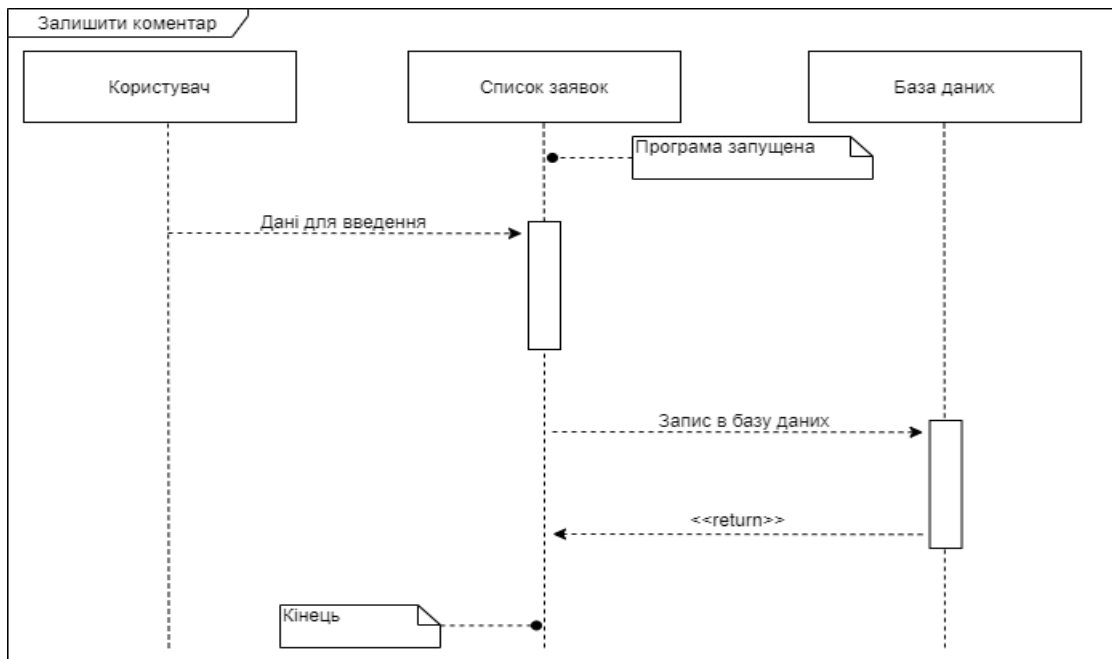 Залишити коментар
Користувач
Список заявок
База даних
Програма запущена
Дані для введення
Запис в базу даних
<<return>>
Кінець